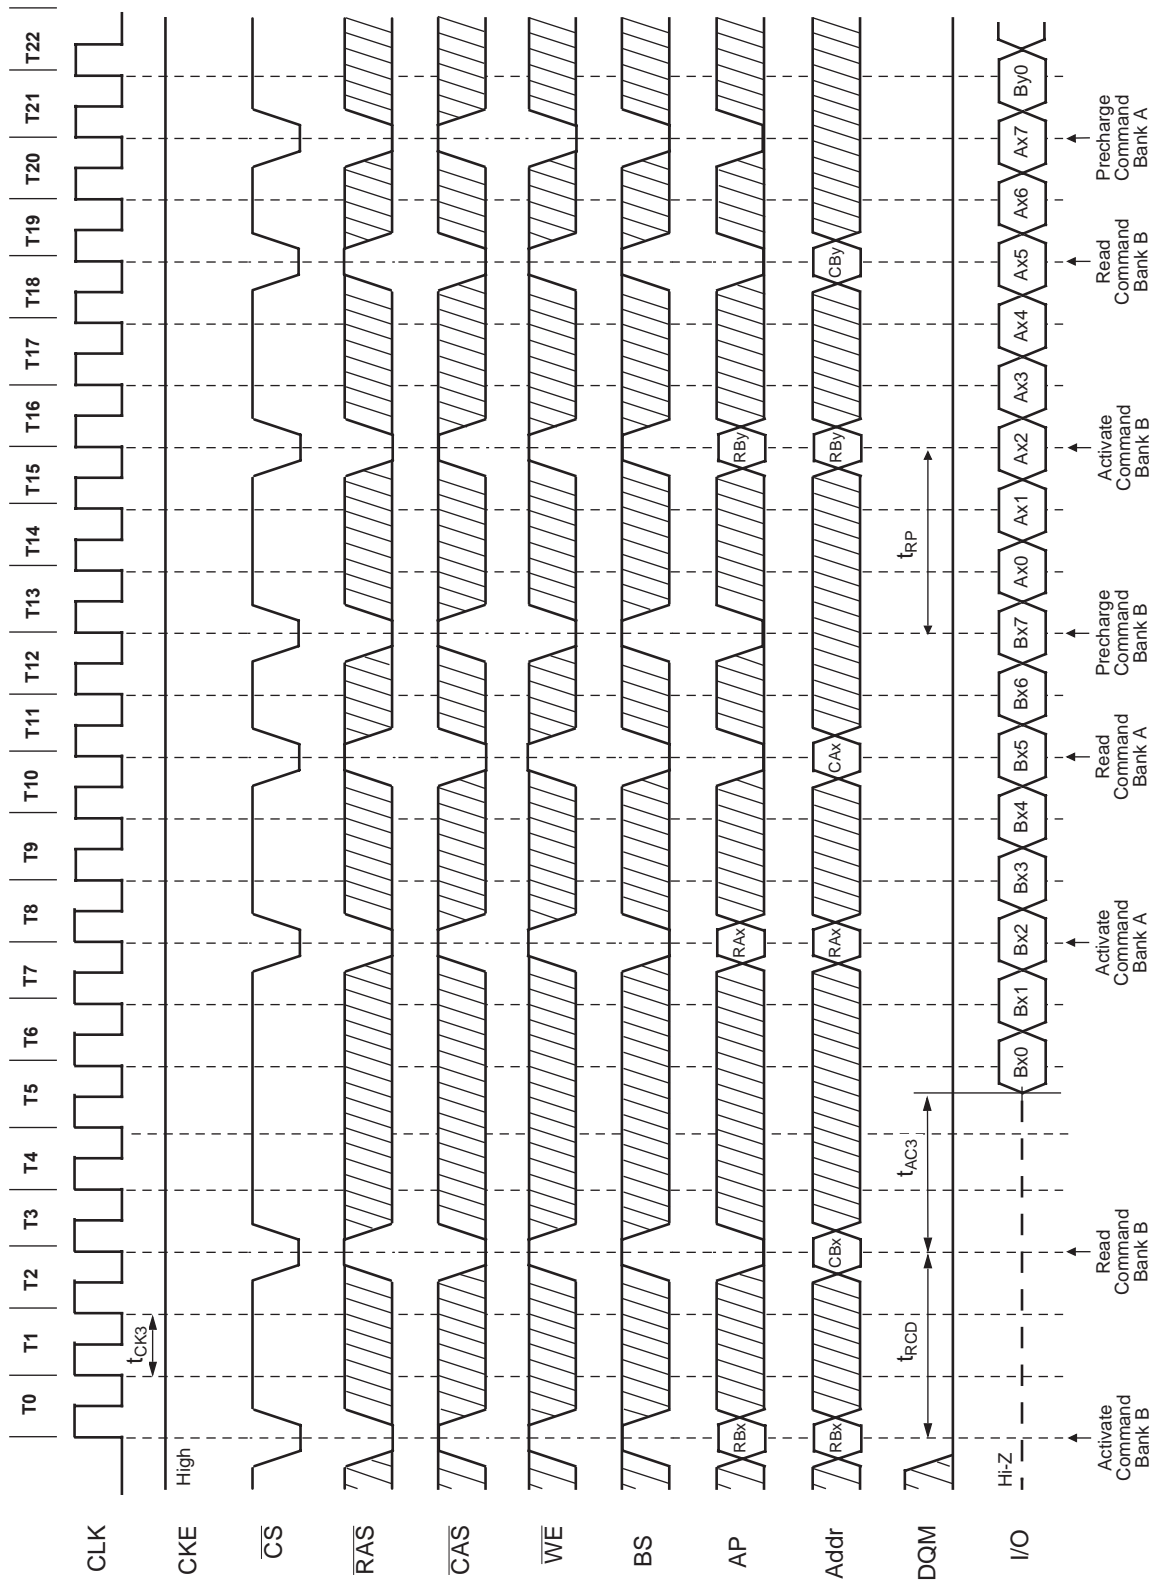 T0 T1 T2 T3 T4 T5 T6 T7 T8 T9 T10 T11 T12 T13 T14 T15 T16 T17 T18 T19 T20 T21 T22
CLK
tCK3
CKE
High
CS
RAS
CAS
WE
BS
AP
RBx RAx RBy
Addr
RBx CBx RAx CAx RBy CBy
DQM
tRCD tAC3 tRP
I/O
Hi-Z
Bx0 Bx1 Bx2 Bx3 Bx4 Bx5 Bx6 Bx7 Ax0 Ax1 Ax2 Ax3 Ax4 Ax5 Ax6 Ax7 By0
Activate
Command
Bank B
Read
Command
Bank B
Activate
Command
Bank A
Read
Command
Bank A
Precharge
Command
Bank B
Activate
Command
Bank B
Read
Command
Bank B
Precharge
Command
Bank A